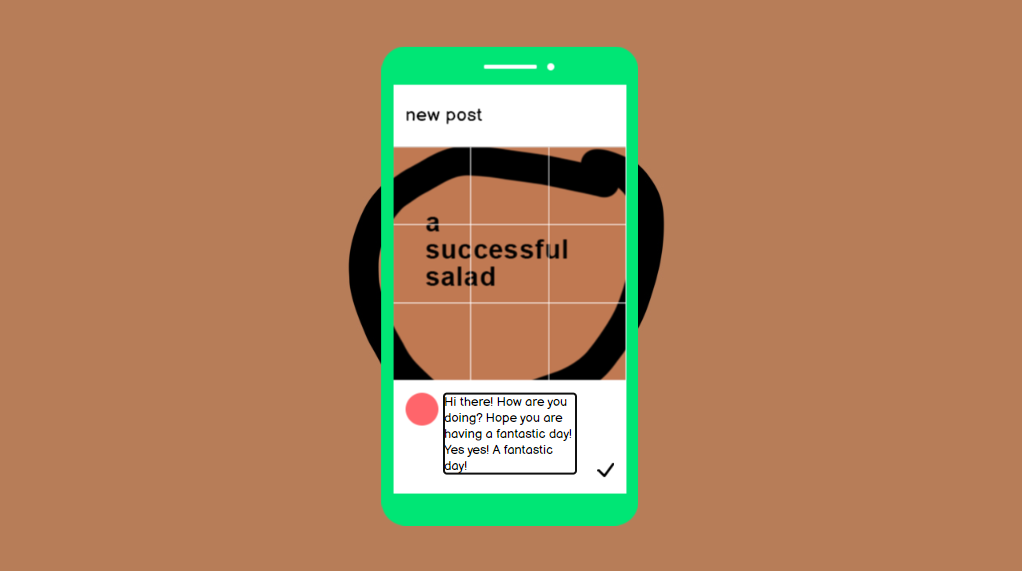 new post
a
successful
salad
Hi there! How are you
doing? Hope you are
having a fantastic day!
Yes yes! A fantastic
day!